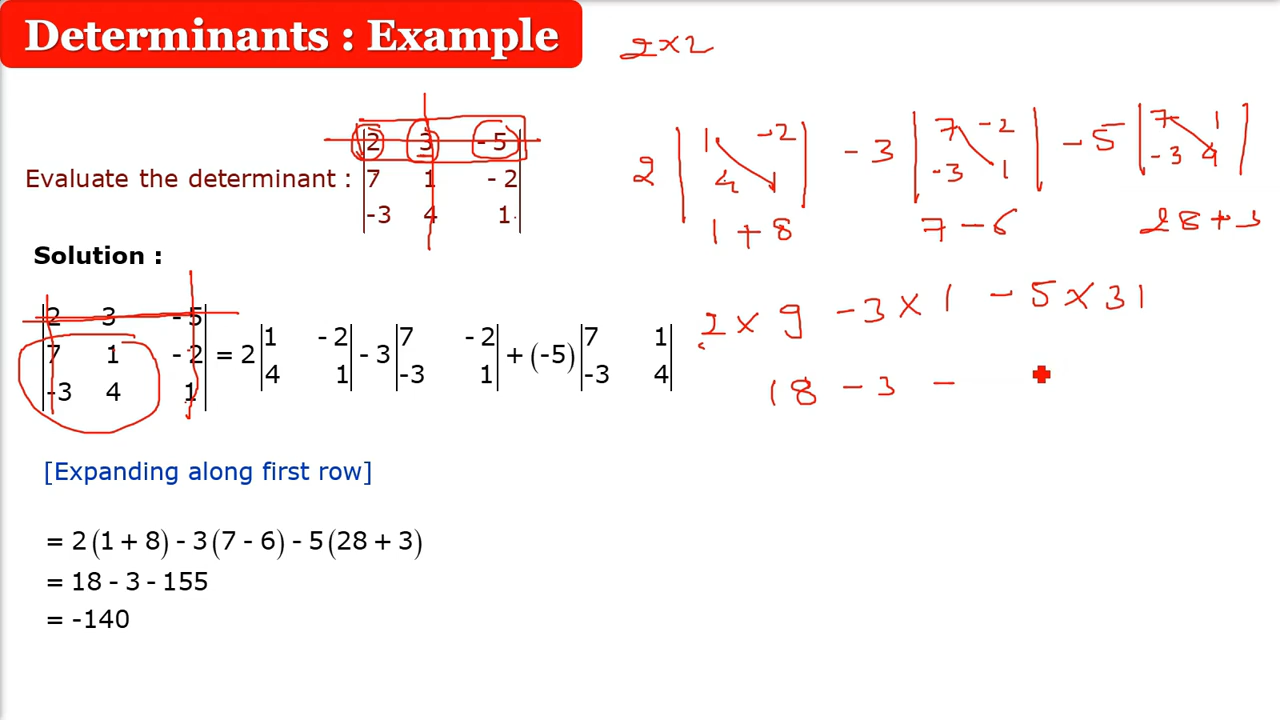 Determinants : Example
2×2
Evaluate the determinant :
|2 3 - 5|
|7 1 - 2|
|-3 4 1|
2 |1 -2| - 3 |7 -2| - 5 |7 1|
|4 1| |-3 1| |-3 4|
1 + 8 7 - 6 28 + 3
Solution :
|2 3 - 5|
|7 1 - 2| = 2 |1 - 2| - 3 |7 - 2| + (-5) |7 1|
|-3 4 1| |4 1| |-3 1| |-3 4|
2 × 9 - 3 × 1 - 5 × 31
18 - 3 -
[Expanding along first row]
= 2(1 + 8) - 3(7 - 6) - 5(28 + 3)
= 18 - 3 - 155
= -140